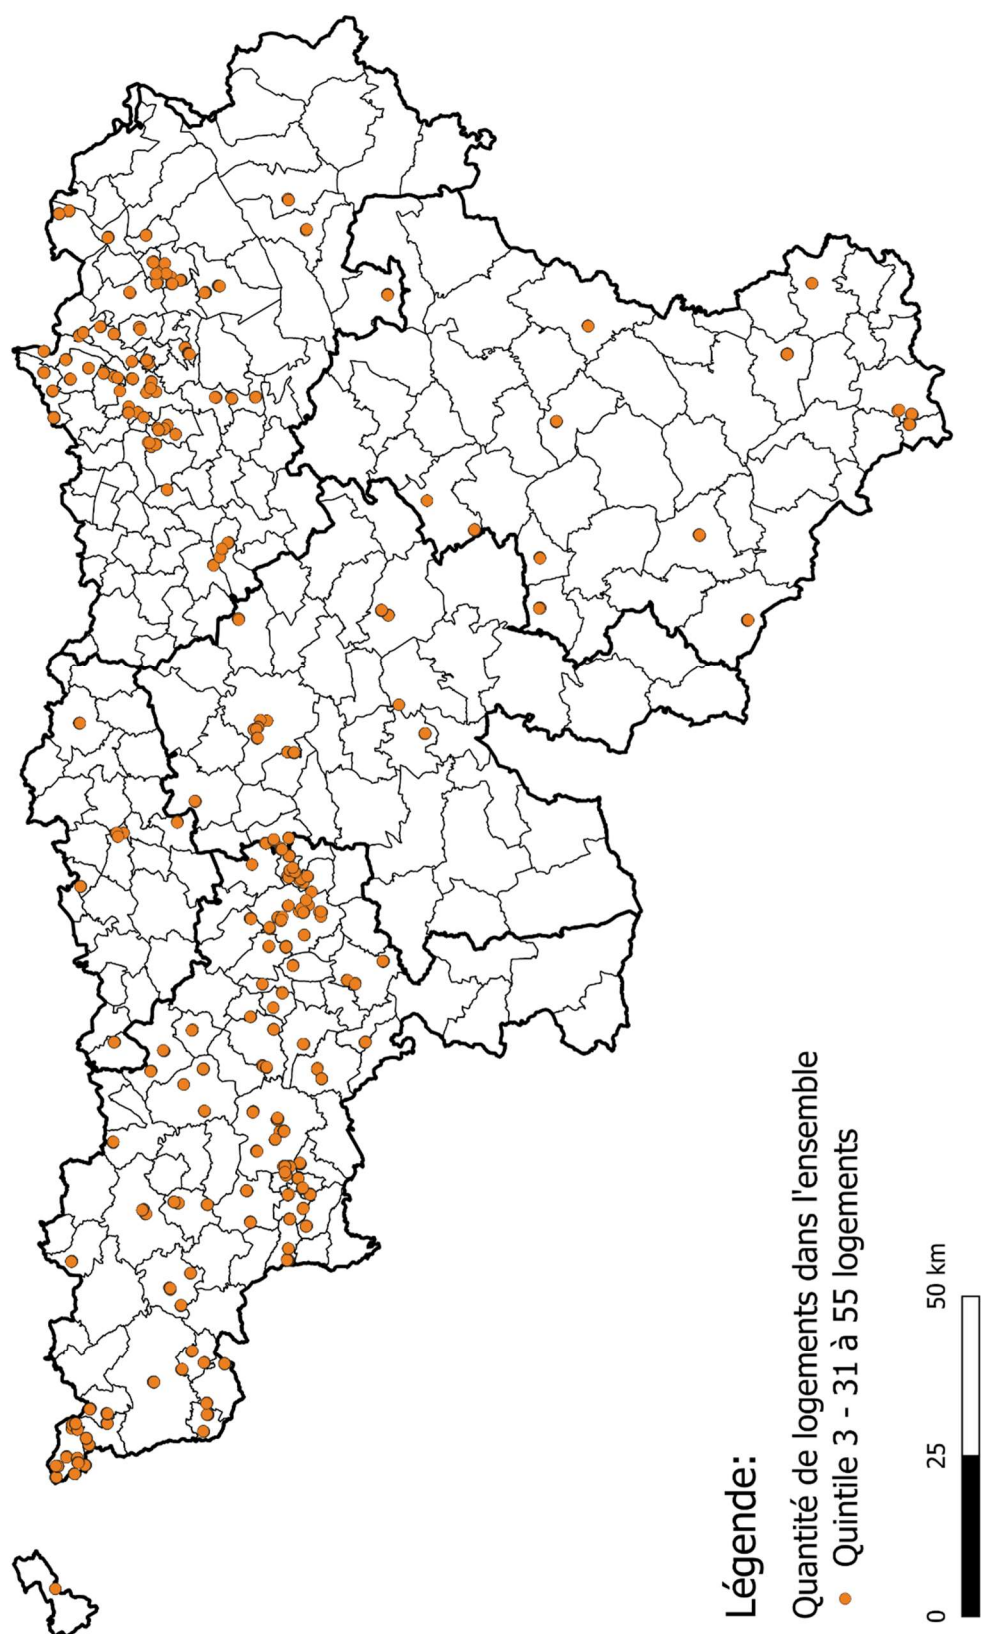 Légende:
Quantité de logements dans l'ensemble
Quintile 3 - 31 à 55 logements
0 25 50 km